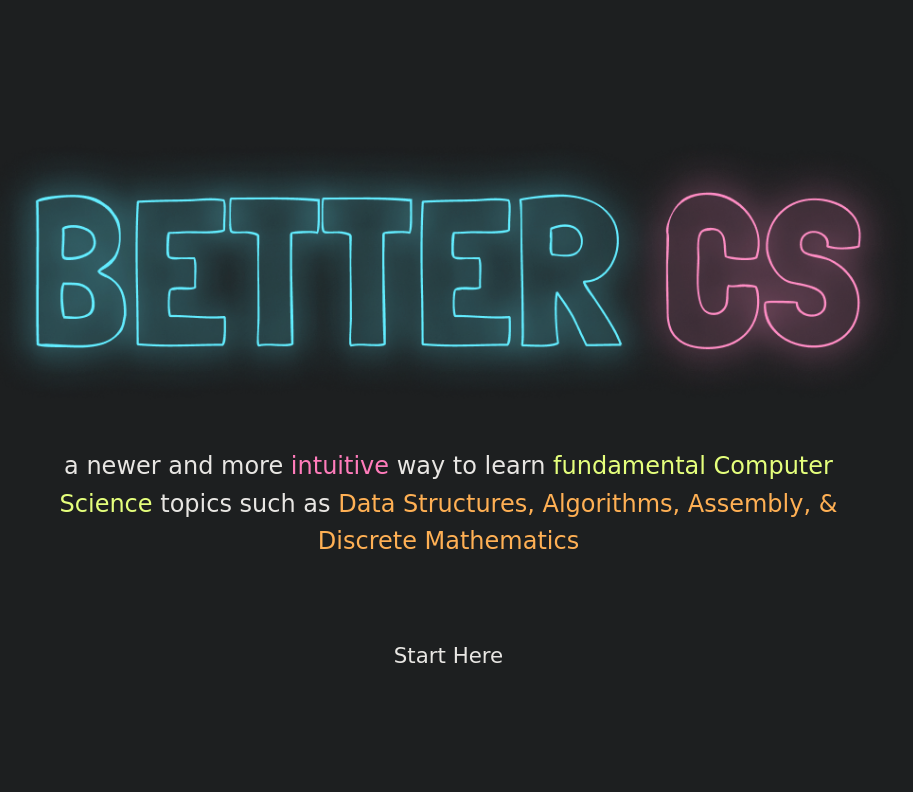 BETTER CS
a newer and more intuitive way to learn fundamental Computer
Science topics such as Data Structures, Algorithms, Assembly, &
Discrete Mathematics
Start Here